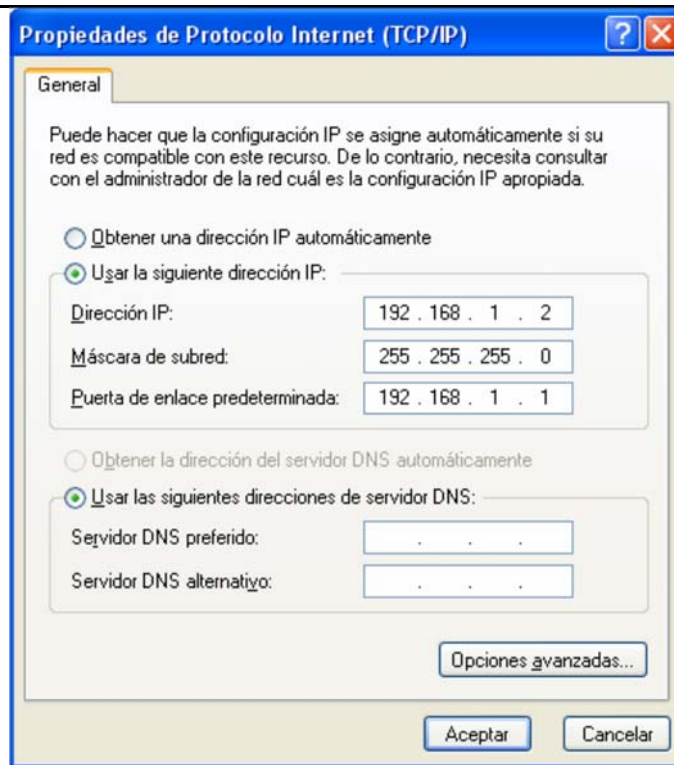 Propiedades de Protocolo Internet (TCP/IP)
General
Puede hacer que la configuración IP se asigne automáticamente si su
red es compatible con este recurso. De lo contrario, necesita consultar
con el administrador de la red cuál es la configuración IP apropiada.
Obtener una dirección IP automáticamente
Usar la siguiente dirección IP:
Dirección IP: 192 . 168 . 1 . 2
Máscara de subred: 255 . 255 . 255 . 0
Puerta de enlace predeterminada: 192 . 168 . 1 . 1
Obtener la dirección del servidor DNS automáticamente
Usar las siguientes direcciones de servidor DNS:
Servidor DNS preferido: . . .
Servidor DNS alternativo: . . .
Opciones avanzadas...
Aceptar Cancelar